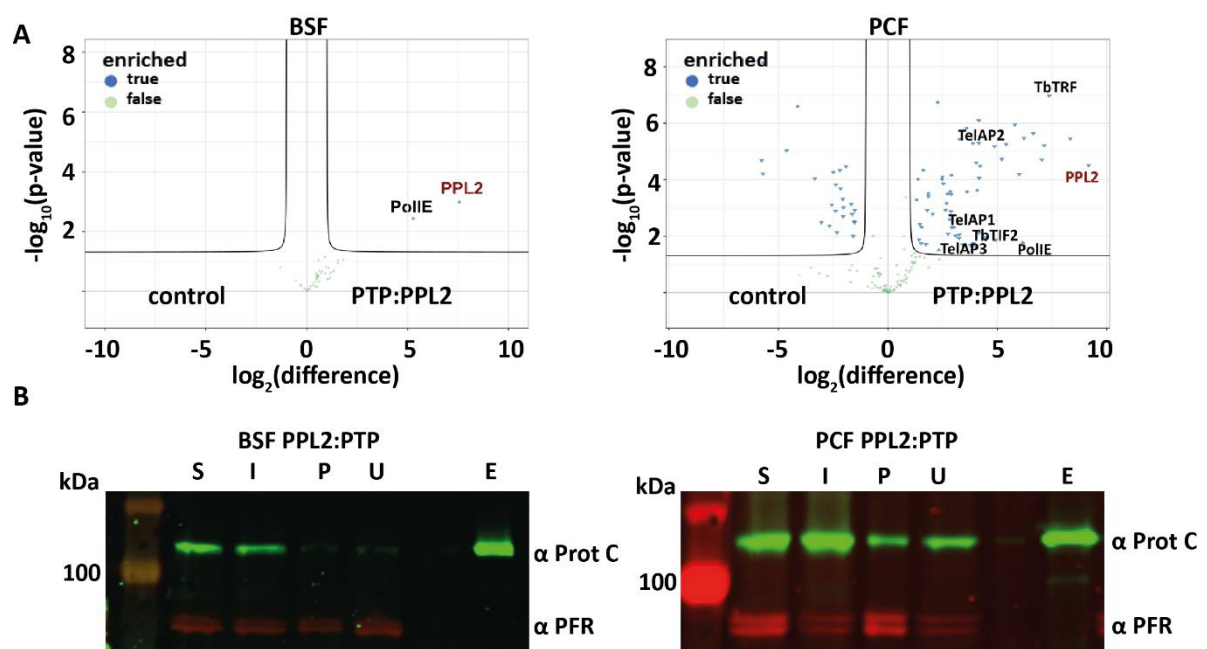 A
BSF
PCF
enriched
true
false
8
6
4
2
-log10(p-value)
PPL2
PolIE
control
PTP:PPL2
-10
-5
0
5
10
log2(difference)
enriched
true
false
8
6
4
2
-log10(p-value)
TbTRF
TelAP2
PPL2
TelAP1
TbTIF2
TelAP3
PolIE
control
PTP:PPL2
-10
-5
0
5
10
log2(difference)
B
BSF PPL2:PTP
kDa S I P U E
100
α Prot C
α PFR
PCF PPL2:PTP
kDa S I P U E
100
α Prot C
α PFR